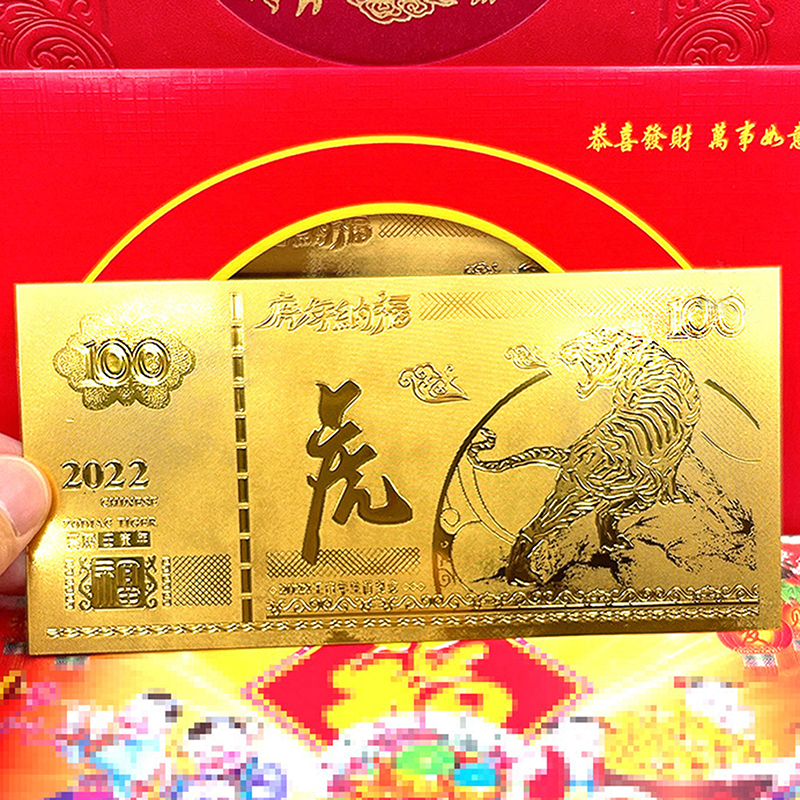 恭喜發財 萬事如意
虎年納福
100
100
2022
CHINESE
ZODIAC TIGER
虎
福